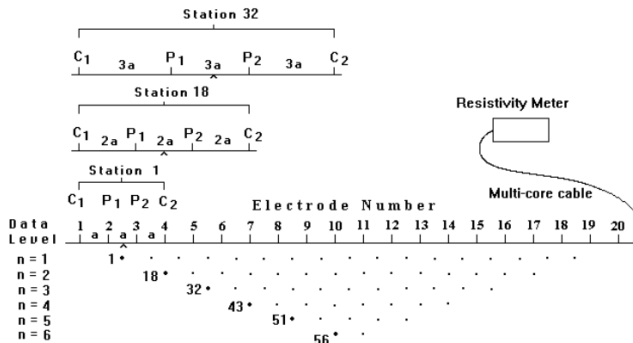 Station 32
C1 3a P1 3a P2 3a C2
Station 18
C1 2a P1 2a P2 2a C2
Station 1
C1 P1 P2 C2
Resistivity Meter
Multi-core cable
Electrode Number
Data Level
1 2 3 4 5 6 7 8 9 10 11 12 13 14 15 16 17 18 19 20
a a a
n = 1 1
n = 2 18
n = 3 32
n = 4 43
n = 5 51
n = 6 56